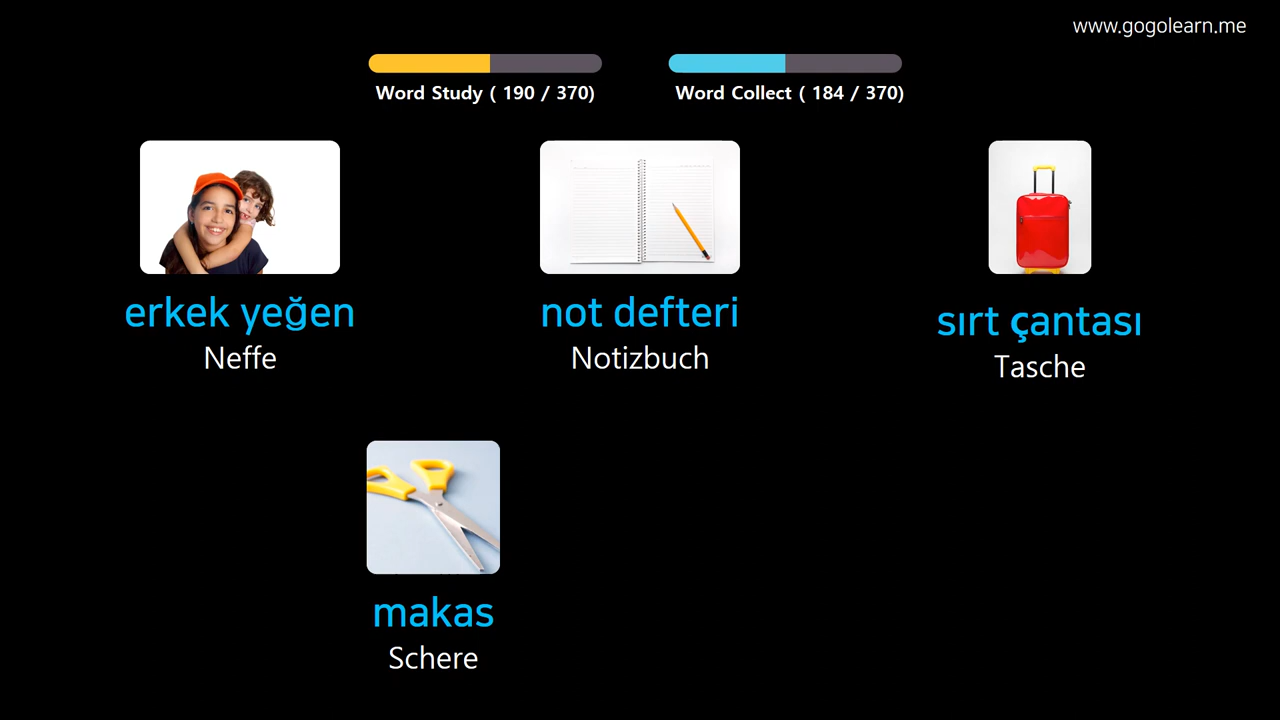 www.gogolearn.me
Word Study ( 190 / 370)
Word Collect ( 184 / 370)
erkek yeğen
Neffe
not defteri
Notizbuch
sırt çantası
Tasche
makas
Schere